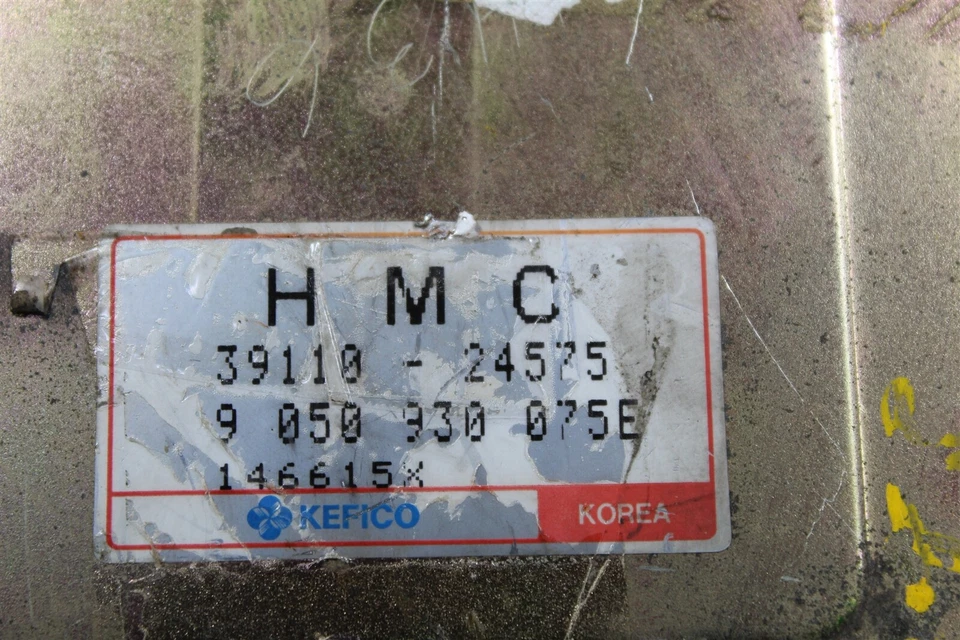 H M C
39110 - 24575
9 050 930 075E
146615X
KEFICO
KOREA